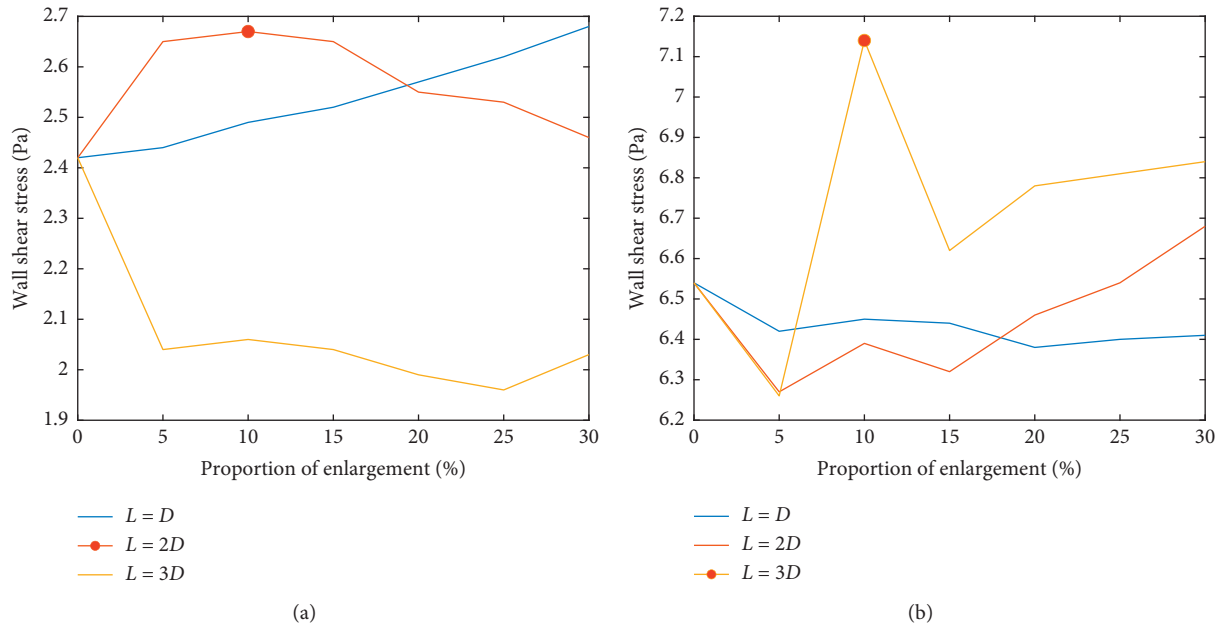 2.7
2.6
2.5
2.4
2.3
2.2
2.1
2
1.9
Wall shear stress (Pa)
0 5 10 15 20 25 30
Proportion of enlargement (%)
L = D
L = 2D
L = 3D
(a)
7.2
7.1
7
6.9
6.8
6.7
6.6
6.5
6.4
6.3
6.2
Wall shear stress (Pa)
0 5 10 15 20 25 30
Proportion of enlargement (%)
L = D
L = 2D
L = 3D
(b)